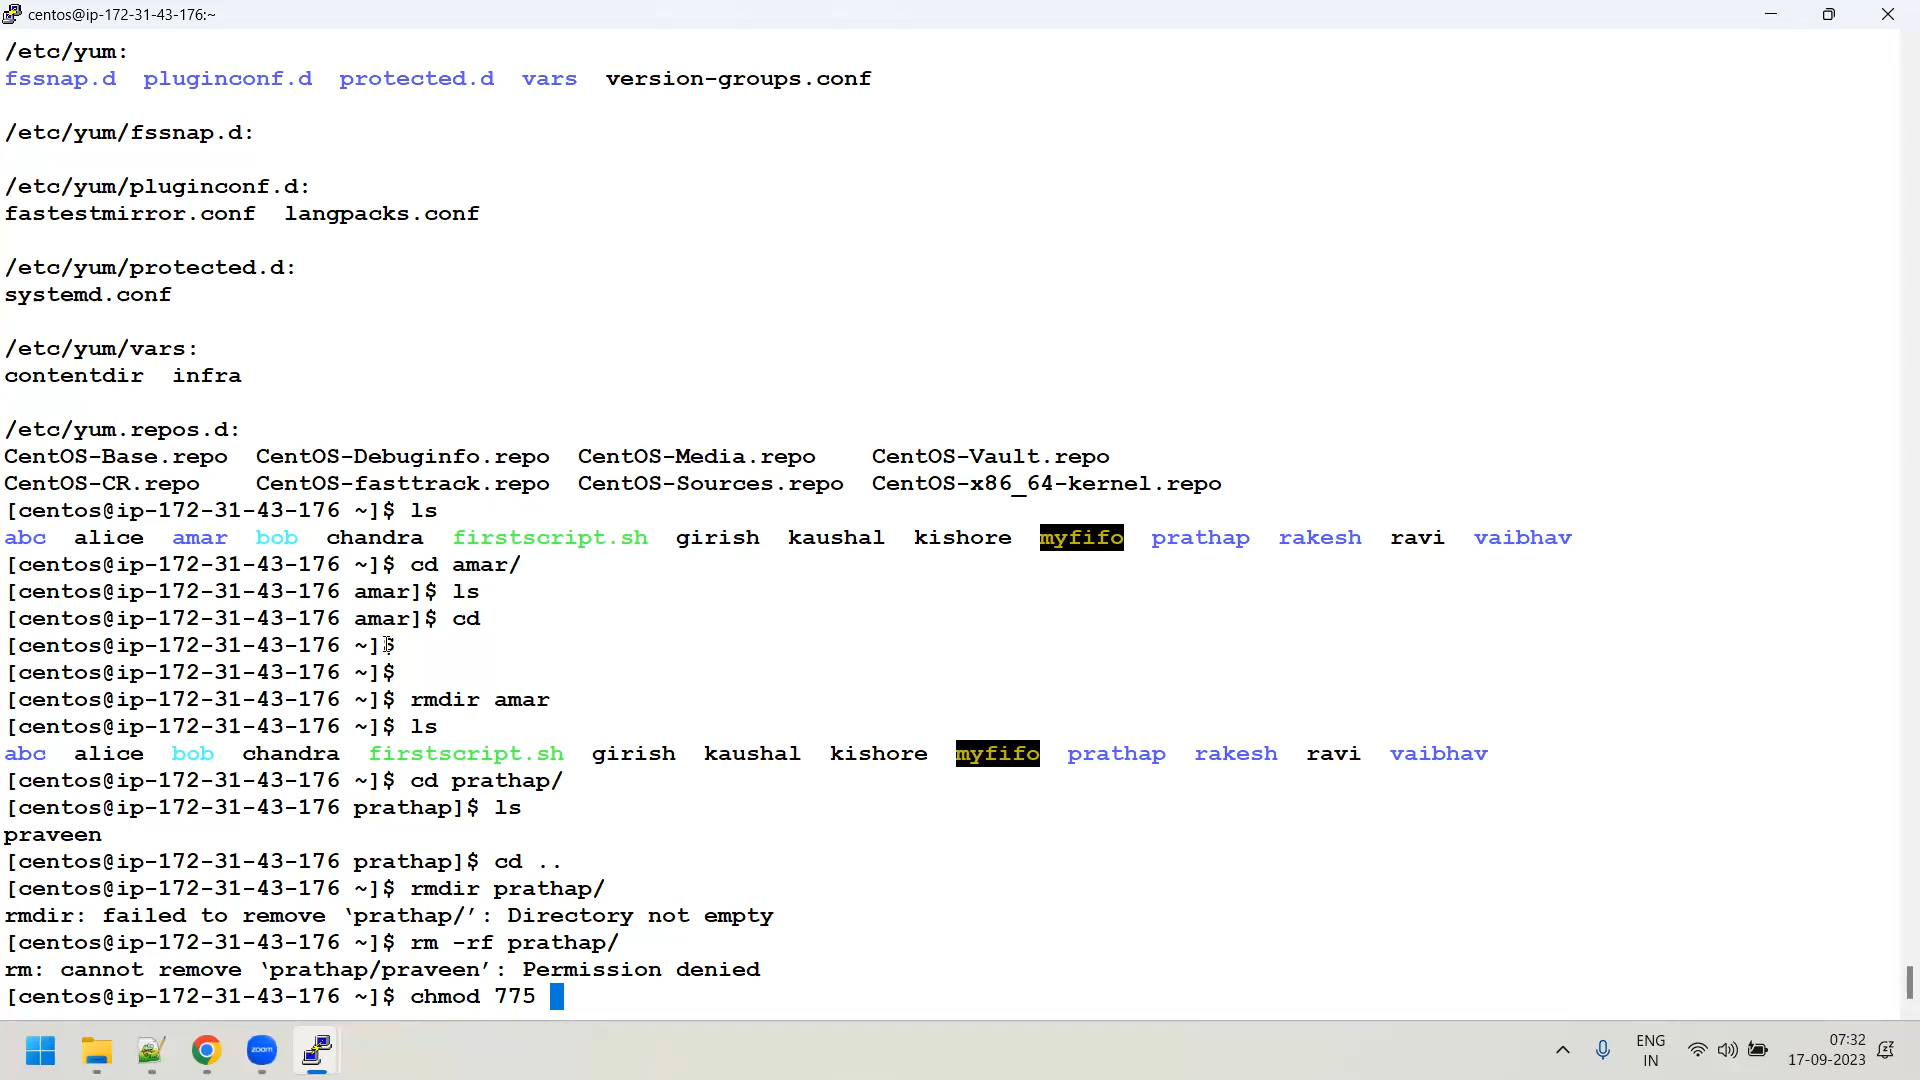 centos@ip-172-31-43-176:~
/etc/yum:
fssnap.d  pluginconf.d  protected.d  vars  version-groups.conf
/etc/yum/fssnap.d:
/etc/yum/pluginconf.d:
fastestmirror.conf  langpacks.conf
/etc/yum/protected.d:
systemd.conf
/etc/yum/vars:
contentdir  infra
/etc/yum.repos.d:
CentOS-Base.repo  CentOS-Debuginfo.repo  CentOS-Media.repo    CentOS-Vault.repo
CentOS-CR.repo    CentOS-fasttrack.repo  CentOS-Sources.repo  CentOS-x86_64-kernel.repo
[centos@ip-172-31-43-176 ~]$ ls
abc  alice  amar  bob  chandra  firstscript.sh  girish  kaushal  kishore  myfifo  prathap  rakesh  ravi  vaibhav
[centos@ip-172-31-43-176 ~]$ cd amar/
[centos@ip-172-31-43-176 amar]$ ls
[centos@ip-172-31-43-176 amar]$ cd
[centos@ip-172-31-43-176 ~]$
[centos@ip-172-31-43-176 ~]$
[centos@ip-172-31-43-176 ~]$ rmdir amar
[centos@ip-172-31-43-176 ~]$ ls
abc  alice  bob  chandra  firstscript.sh  girish  kaushal  kishore  myfifo  prathap  rakesh  ravi  vaibhav
[centos@ip-172-31-43-176 ~]$ cd prathap/
[centos@ip-172-31-43-176 prathap]$ ls
praveen
[centos@ip-172-31-43-176 prathap]$ cd ..
[centos@ip-172-31-43-176 ~]$ rmdir prathap/
rmdir: failed to remove ‘prathap/’: Directory not empty
[centos@ip-172-31-43-176 ~]$ rm -rf prathap/
rm: cannot remove ‘prathap/praveen’: Permission denied
[centos@ip-172-31-43-176 ~]$ chmod 775
zoom
ENG
IN
07:32
17-09-2023